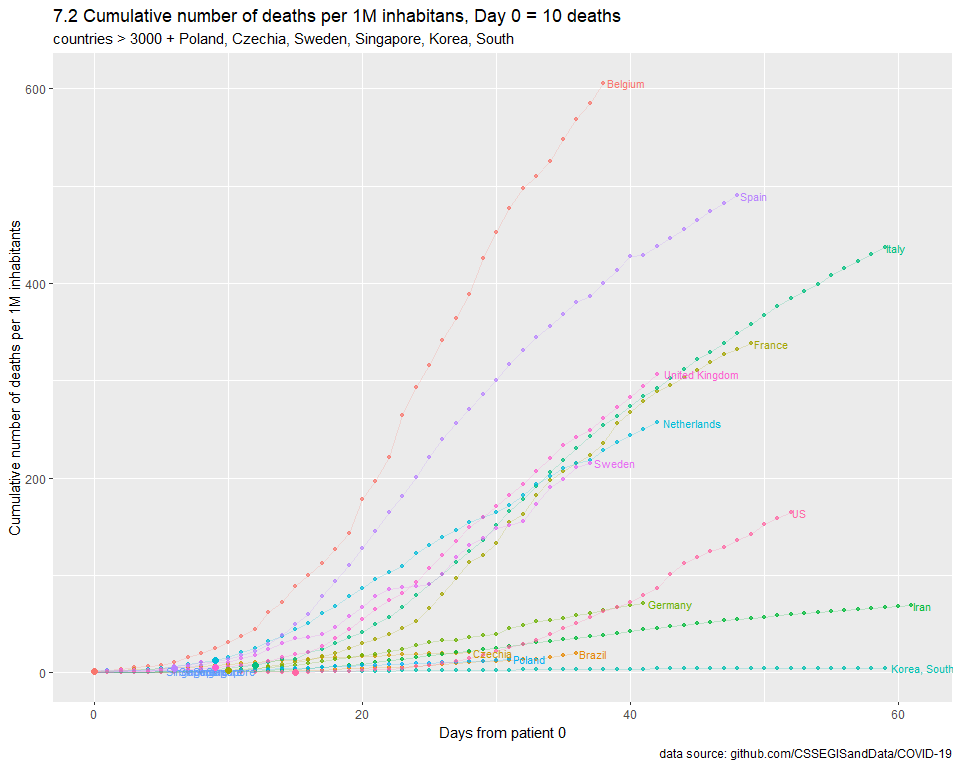 7.2 Cumulative number of deaths per 1M inhabitans, Day 0 = 10 deaths
countries > 3000 + Poland, Czechia, Sweden, Singapore, Korea, South
Cumulative number of deaths per 1M inhabitants
600
400
200
0
Belgium
Spain
Italy
France
United Kingdom
Netherlands
Sweden
US
Germany
Iran
Czechia
Poland
Brazil
Korea, South
0
20
40
60
Days from patient 0
data source: github.com/CSSEGISandData/COVID-19